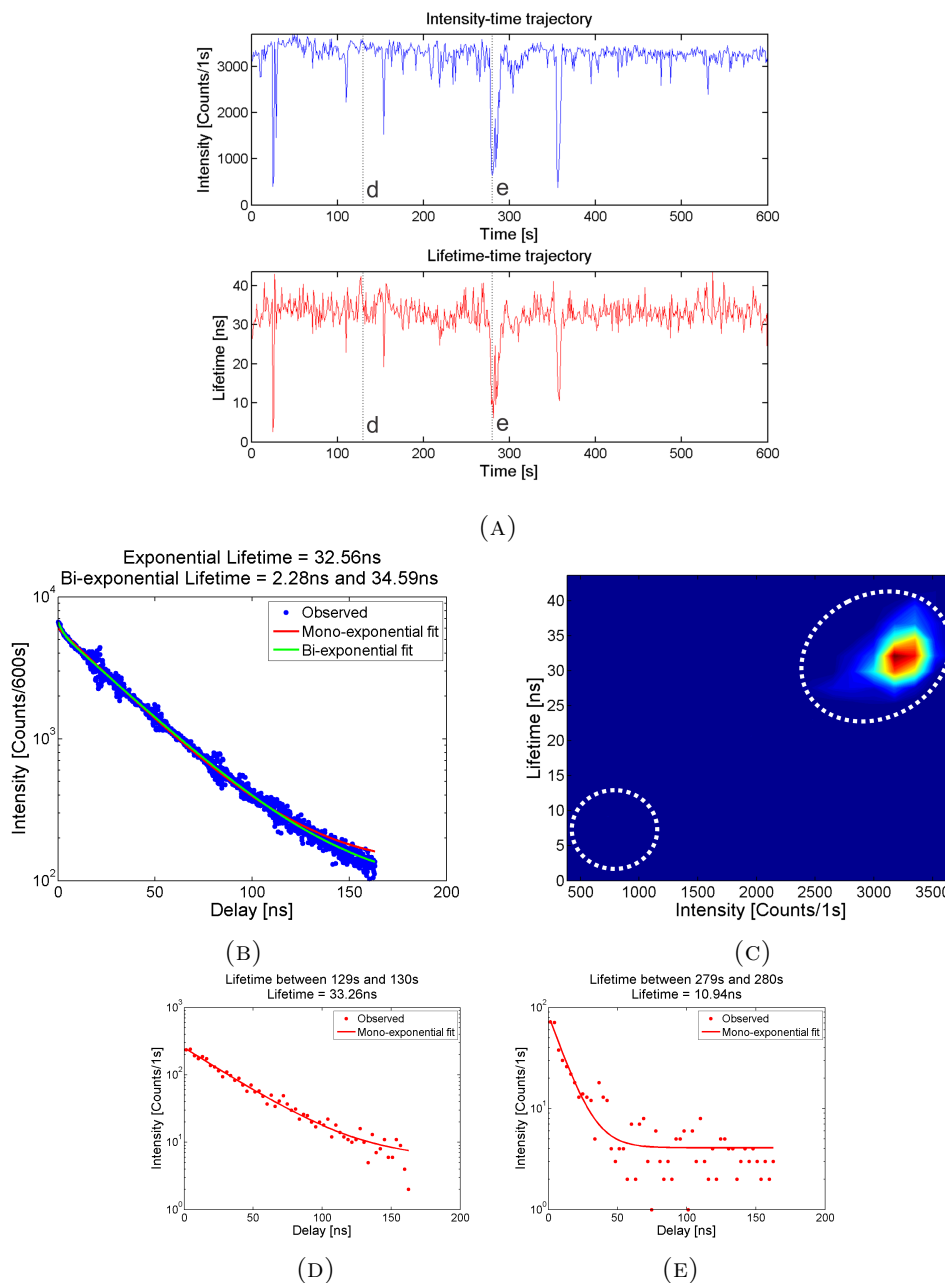 Intensity-time trajectory
Intensity [Counts/1s]
3000
2000
1000
0
d
e
0 100 200 300 400 500 600
Time [s]
Lifetime-time trajectory
Lifetime [ns]
40
30
20
10
0
d
e
0 100 200 300 400 500 600
Time [s]
(A)
Exponential Lifetime = 32.56ns
Bi-exponential Lifetime = 2.28ns and 34.59ns
Intensity [Counts/600s]
10^4
10^3
10^2
Observed
Mono-exponential fit
Bi-exponential fit
0 50 100 150 200
Delay [ns]
(B)
Lifetime [ns]
40
35
30
25
20
15
10
5
0
500 1000 1500 2000 2500 3000 3500
Intensity [Counts/1s]
(C)
Lifetime between 129s and 130s
Lifetime = 33.26ns
Intensity [Counts/1s]
10^3
10^2
10^1
10^0
Observed
Mono-exponential fit
0 50 100 150 200
Delay [ns]
(D)
Lifetime between 279s and 280s
Lifetime = 10.94ns
Intensity [Counts/1s]
10^2
10^1
10^0
Observed
Mono-exponential fit
0 50 100 150 200
Delay [ns]
(E)